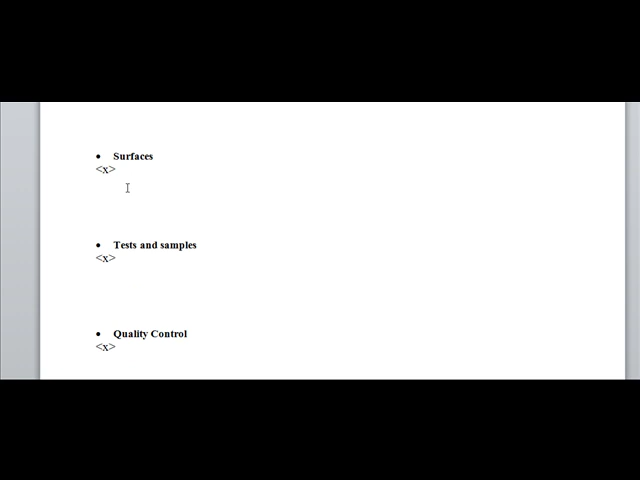 • Surfaces
<x>
• Tests and samples
<x>
• Quality Control
<x>